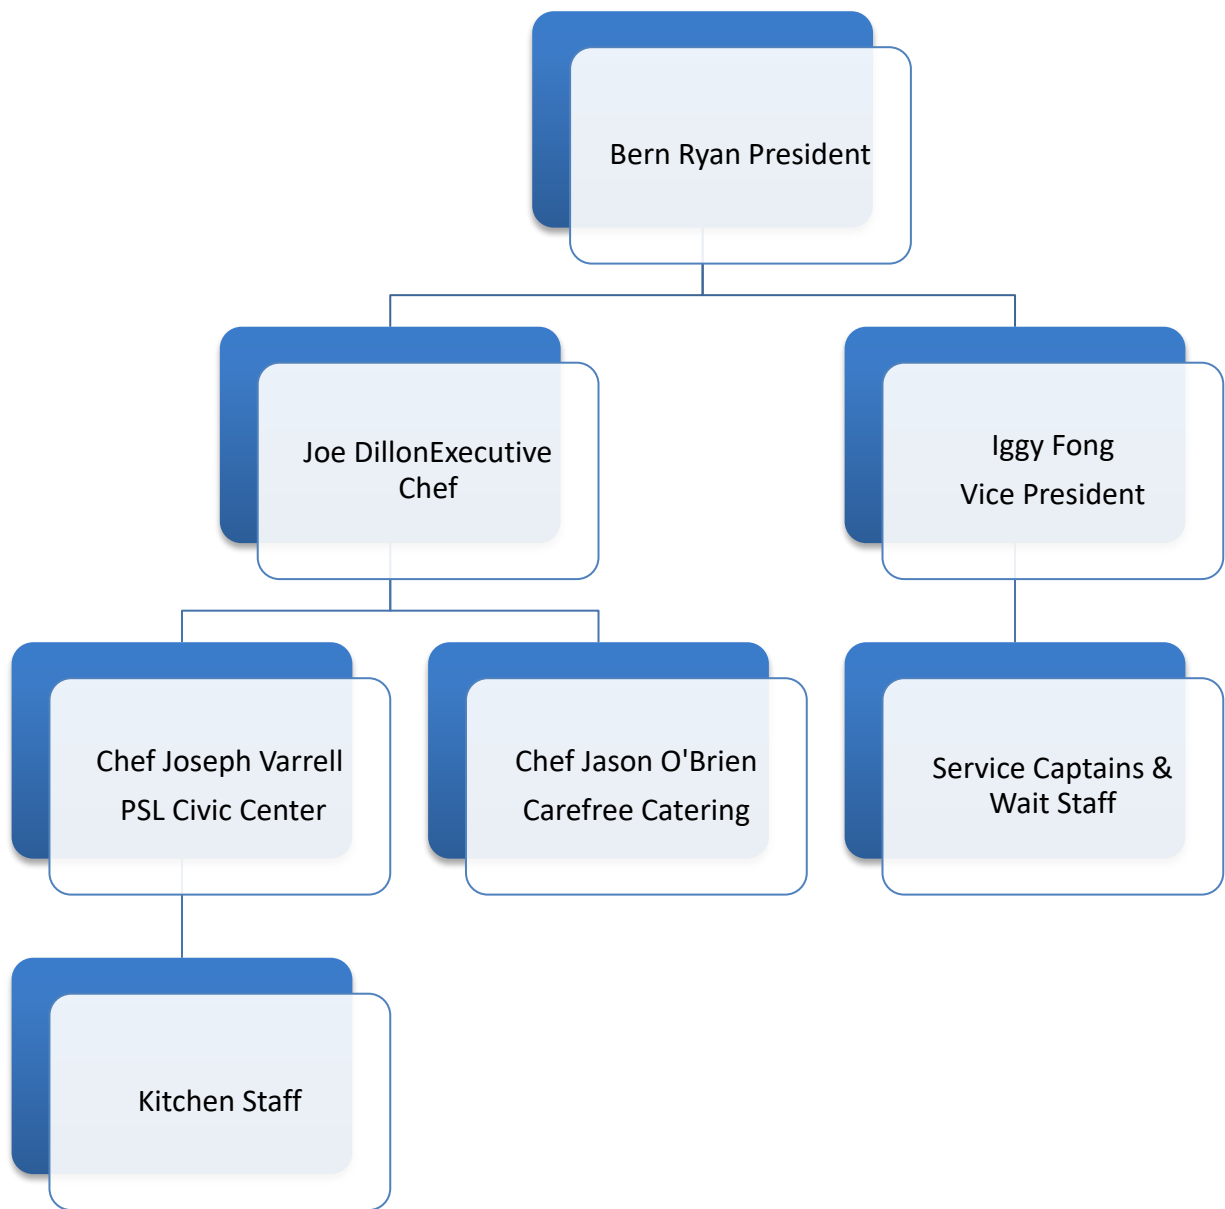 Bern Ryan President
Joe DillonExecutive
Chef
Iggy Fong
Vice President
Chef Joseph Varrell
PSL Civic Center
Chef Jason O'Brien
Carefree Catering
Service Captains &
Wait Staff
Kitchen Staff